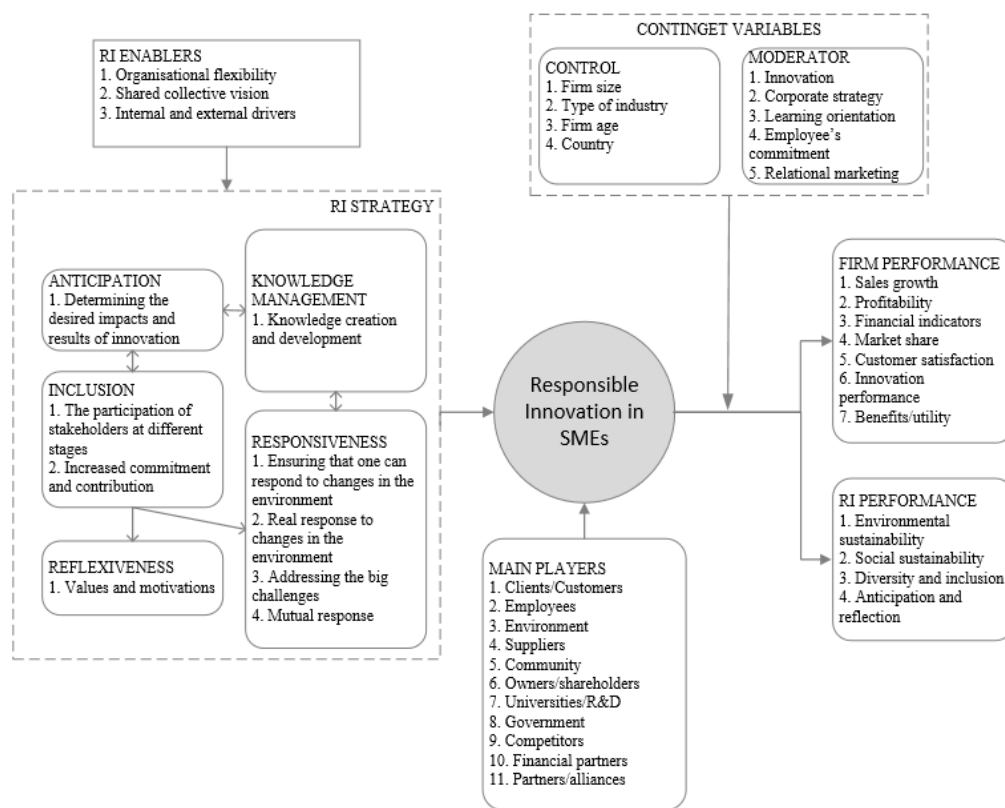 RI ENABLERS
1. Organisational flexibility
2. Shared collective vision
3. Internal and external drivers
CONTINGET VARIABLES
CONTROL
1. Firm size
2. Type of industry
3. Firm age
4. Country
MODERATOR
1. Innovation
2. Corporate strategy
3. Learning orientation
4. Employee's
commitment
5. Relational marketing
RI STRATEGY
ANTICIPATION
1. Determining the
desired impacts and
results of innovation
KNOWLEDGE
MANAGEMENT
1. Knowledge creation
and development
INCLUSION
1. The participation of
stakeholders at different
stages
2. Increased commitment
and contribution
RESPONSIVENESS
1. Ensuring that one can
respond to changes in the
environment
2. Real response to
changes in the
environment
3. Addressing the big
challenges
4. Mutual response
REFLEXIVENESS
1. Values and motivations
Responsible
Innovation in
SMEs
MAIN PLAYERS
1. Clients/Customers
2. Employees
3. Environment
4. Suppliers
5. Community
6. Owners/shareholders
7. Universities/R&D
8. Government
9. Competitors
10. Financial partners
11. Partners/alliances
FIRM PERFORMANCE
1. Sales growth
2. Profitability
3. Financial indicators
4. Market share
5. Customer satisfaction
6. Innovation
performance
7. Benefits/utility
RI PERFORMANCE
1. Environmental
sustainability
2. Social sustainability
3. Diversity and inclusion
4. Anticipation and
reflection